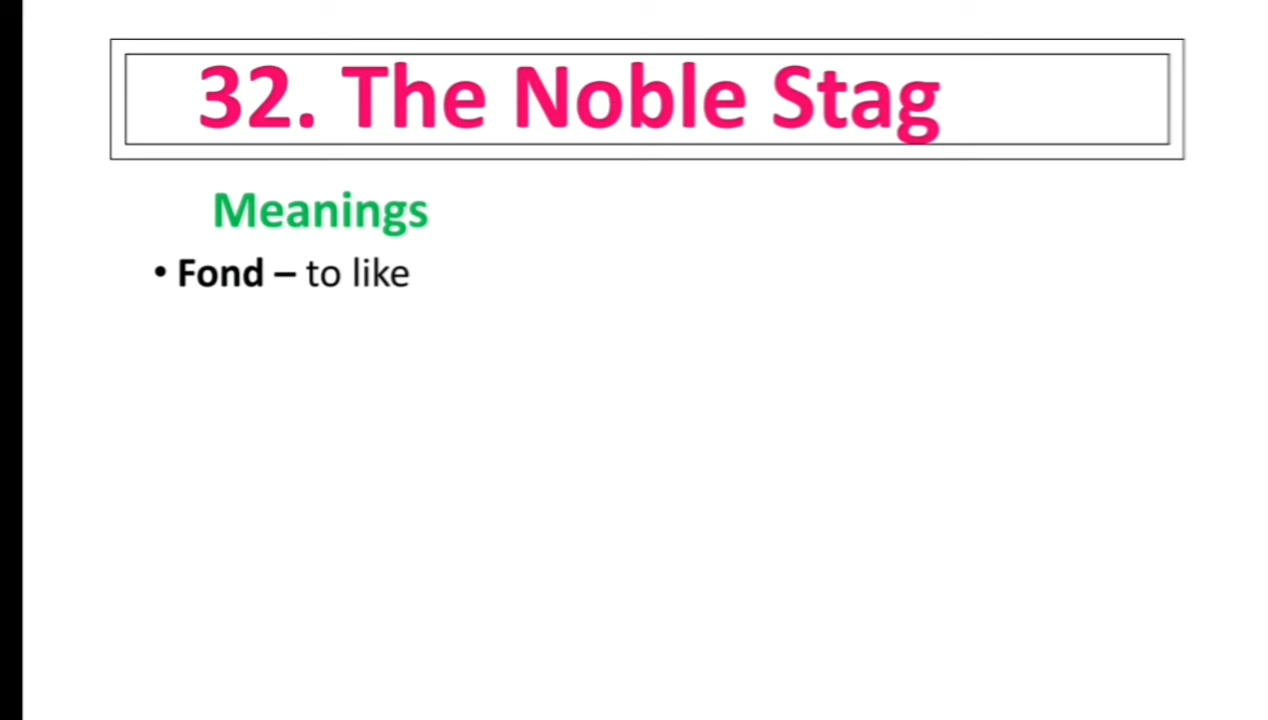 32. The Noble Stag
Meanings
• Fond – to like